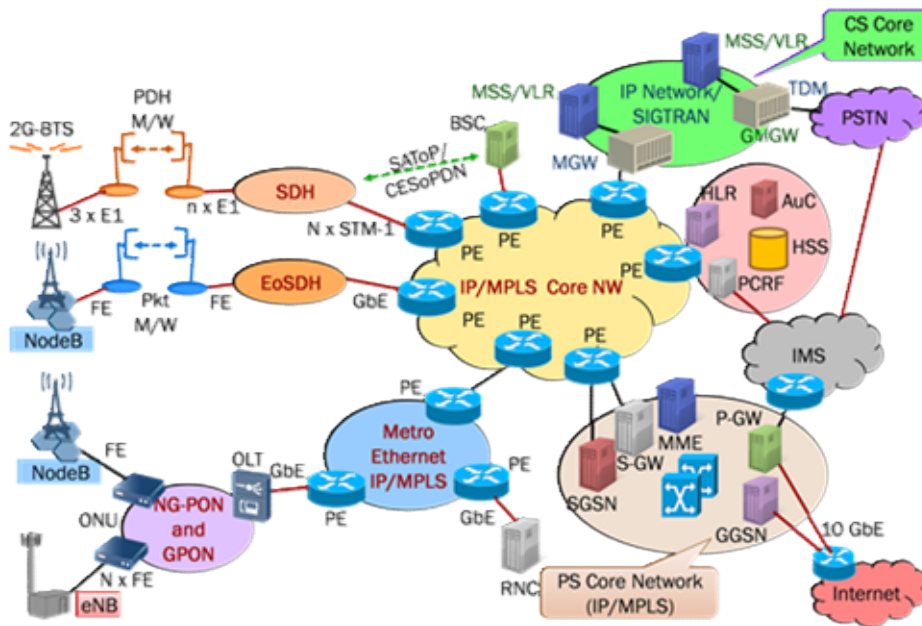 CS Core
Network
MSS/VLR
MSS/VLR
IP Network/
SIGTRAN
TDM
GMGW
PSTN
MGW
PDH
M/W
2G-BTS
BSC
SAToP/
CESoPDN
SDH
3 x E1
n x E1
N x STM-1
PE
PE
PE
HLR
AuC
HSS
PCRF
PE
IP/MPLS Core NW
EoSDH
GbE
PE
FE
Pkt
M/W
FE
NodeB
PE
PE
IMS
PE
P-GW
MME
S-GW
SGSN
GGSN
10 GbE
Internet
PS Core Network
(IP/MPLS)
Metro
Ethernet
IP/MPLS
PE
GbE
RNC
PE
GbE
OLT
NG-PON
and
GPON
FE
NodeB
ONU
N x FE
eNB